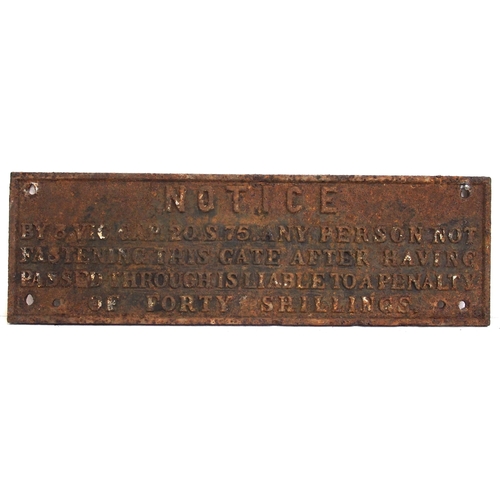 NOTICE
BY 8 VIC. CAP. 20. S 75. ANY PERSON NOT
FASTENING THIS GATE AFTER HAVING
PASSED THROUGH IS LIABLE TO A PENALTY
OF FORTY SHILLINGS.